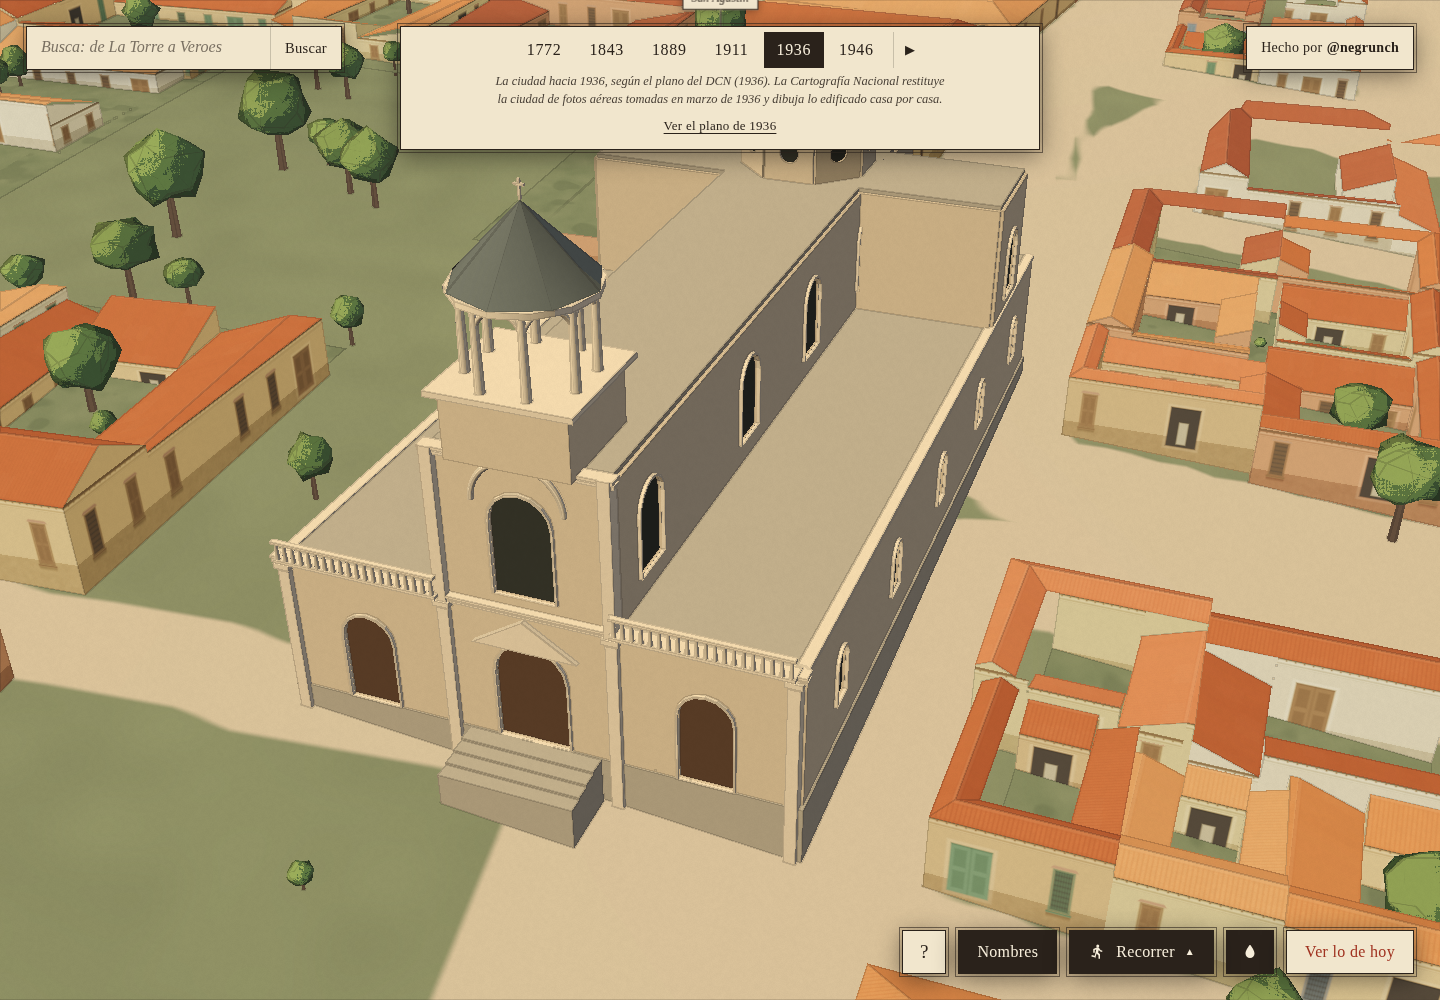 San Agustín
Busca: de La Torre a Veroes
Buscar
1772 1843 1889 1911 1936 1946 ▶
La ciudad hacia 1936, según el plano del DCN (1936). La Cartografía Nacional restituye
la ciudad de fotos aéreas tomadas en marzo de 1936 y dibuja lo edificado casa por casa.
Ver el plano de 1936
Hecho por @negrunch
?
Nombres
Recorrer ▲
Ver lo de hoy